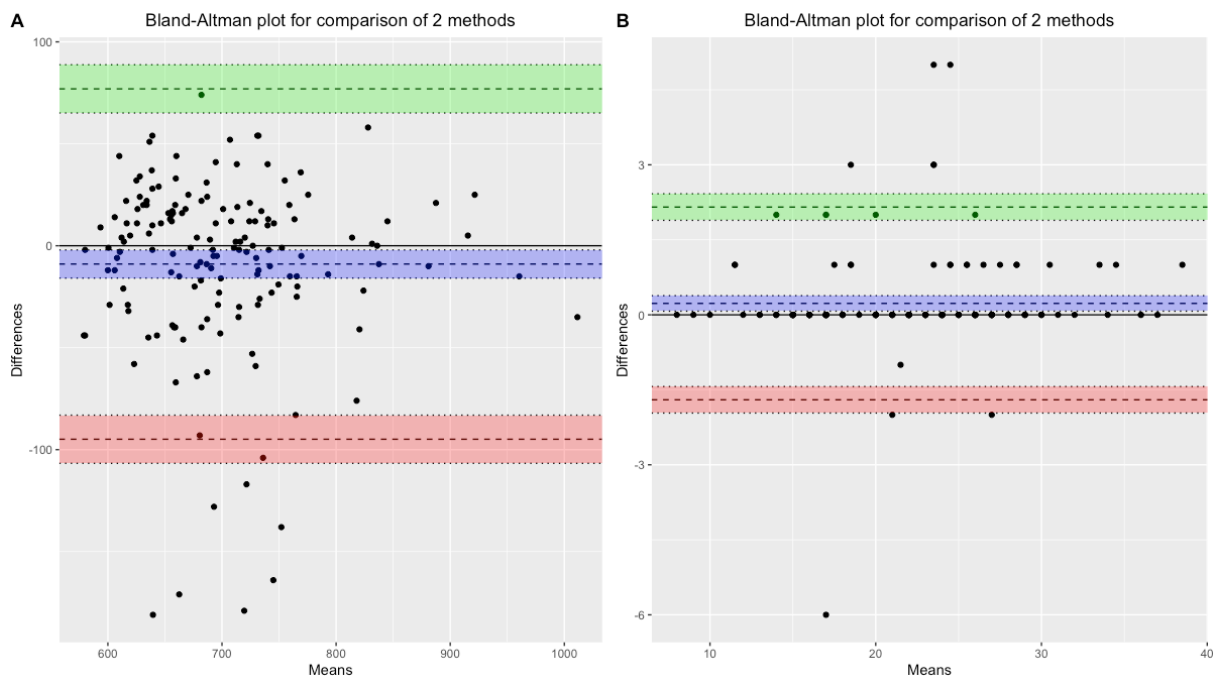 A
Bland-Altman plot for comparison of 2 methods
100
0
-100
Differences
600
700
800
900
1000
Means
B
Bland-Altman plot for comparison of 2 methods
3
0
-3
-6
Differences
10
20
30
40
Means